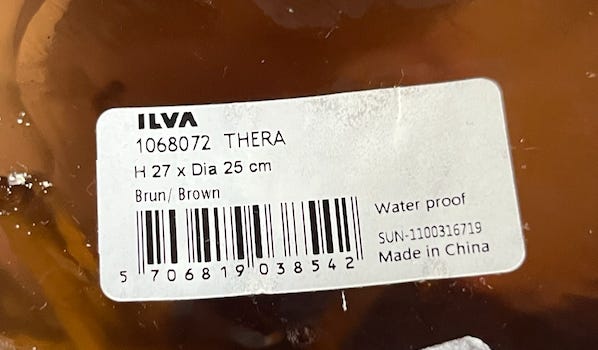 ILVA
1068072 THERA
H 27 x Dia 25 cm
Brun/ Brown
Water proof
SUN-1100316719
Made in China
5 706819 038542